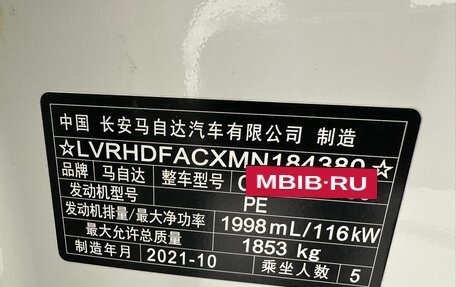 中国 长安马自达汽车有限公司 制造
☆LVRHDFACXMN184380☆
品牌 马自达 整车型号
MBIB·RU
发动机型号 PE
发动机排量/最大净功率 1998 mL/116kW
最大允许总质量 1853 kg
制造年月 2021-10 乘坐人数 5